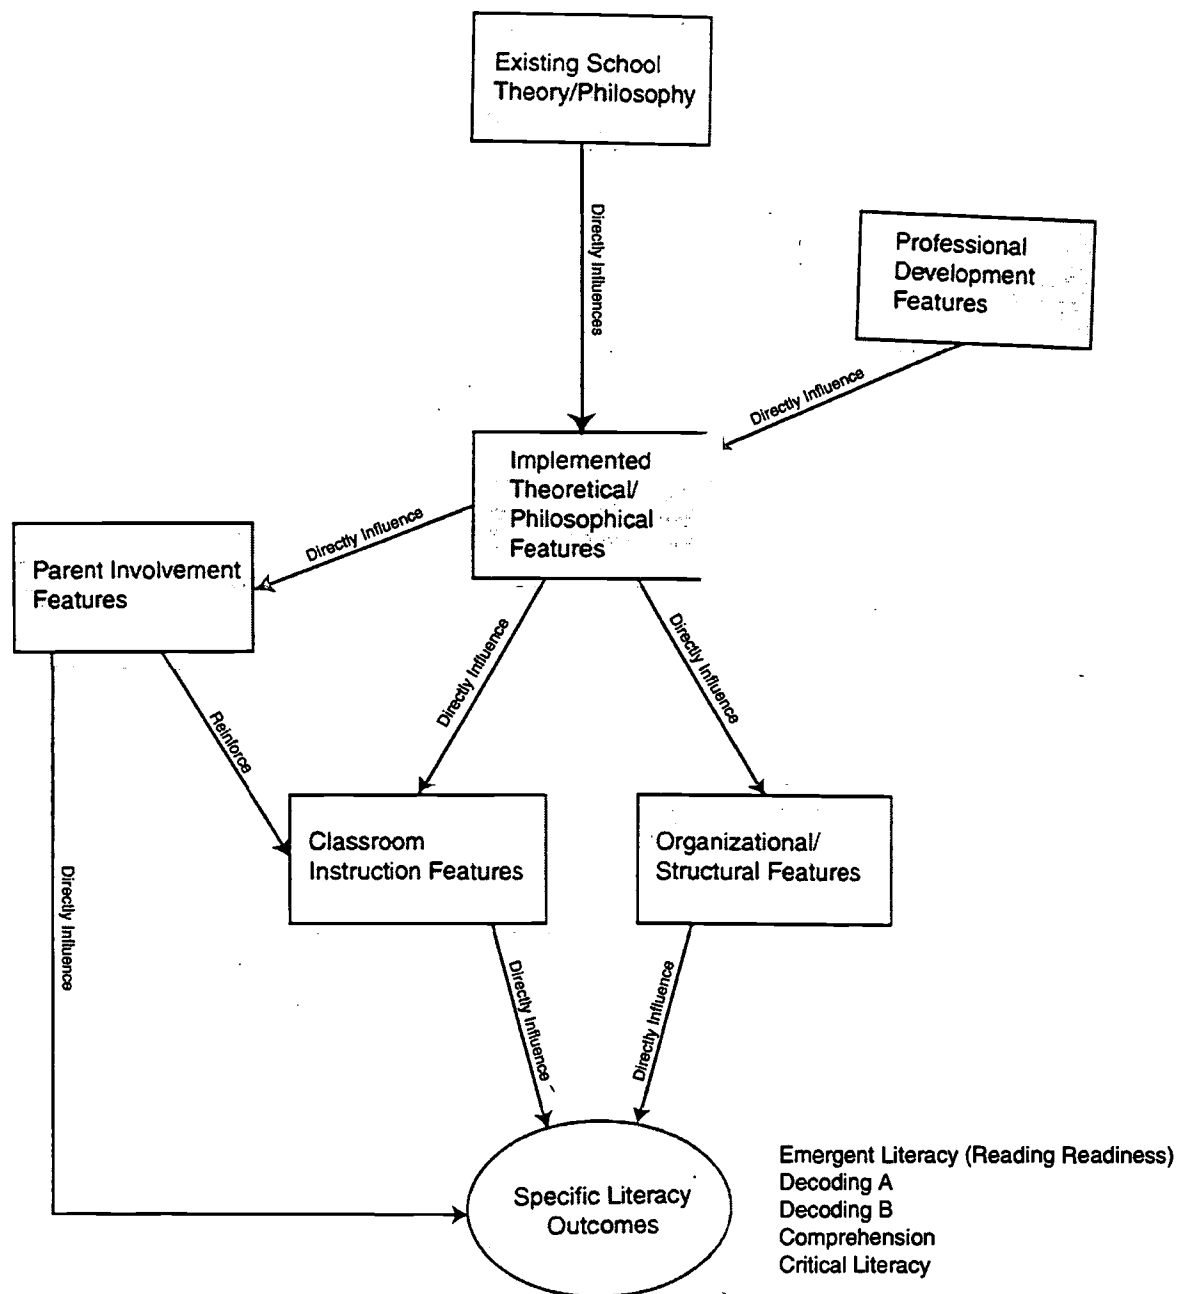 Existing School
Theory/Philosophy
Directly Influences
Professional
Development
Features
Directly Influence
Implemented
Theoretical/
Philosophical
Features
Directly Influence
Parent Involvement
Features
Directly Influence
Directly Influence
Reinforce
Classroom
Instruction Features
Organizational/
Structural Features
Directly Influence
Directly Influence
Directly Influence
Specific Literacy
Outcomes
Emergent Literacy (Reading Readiness)
Decoding A
Decoding B
Comprehension
Critical Literacy